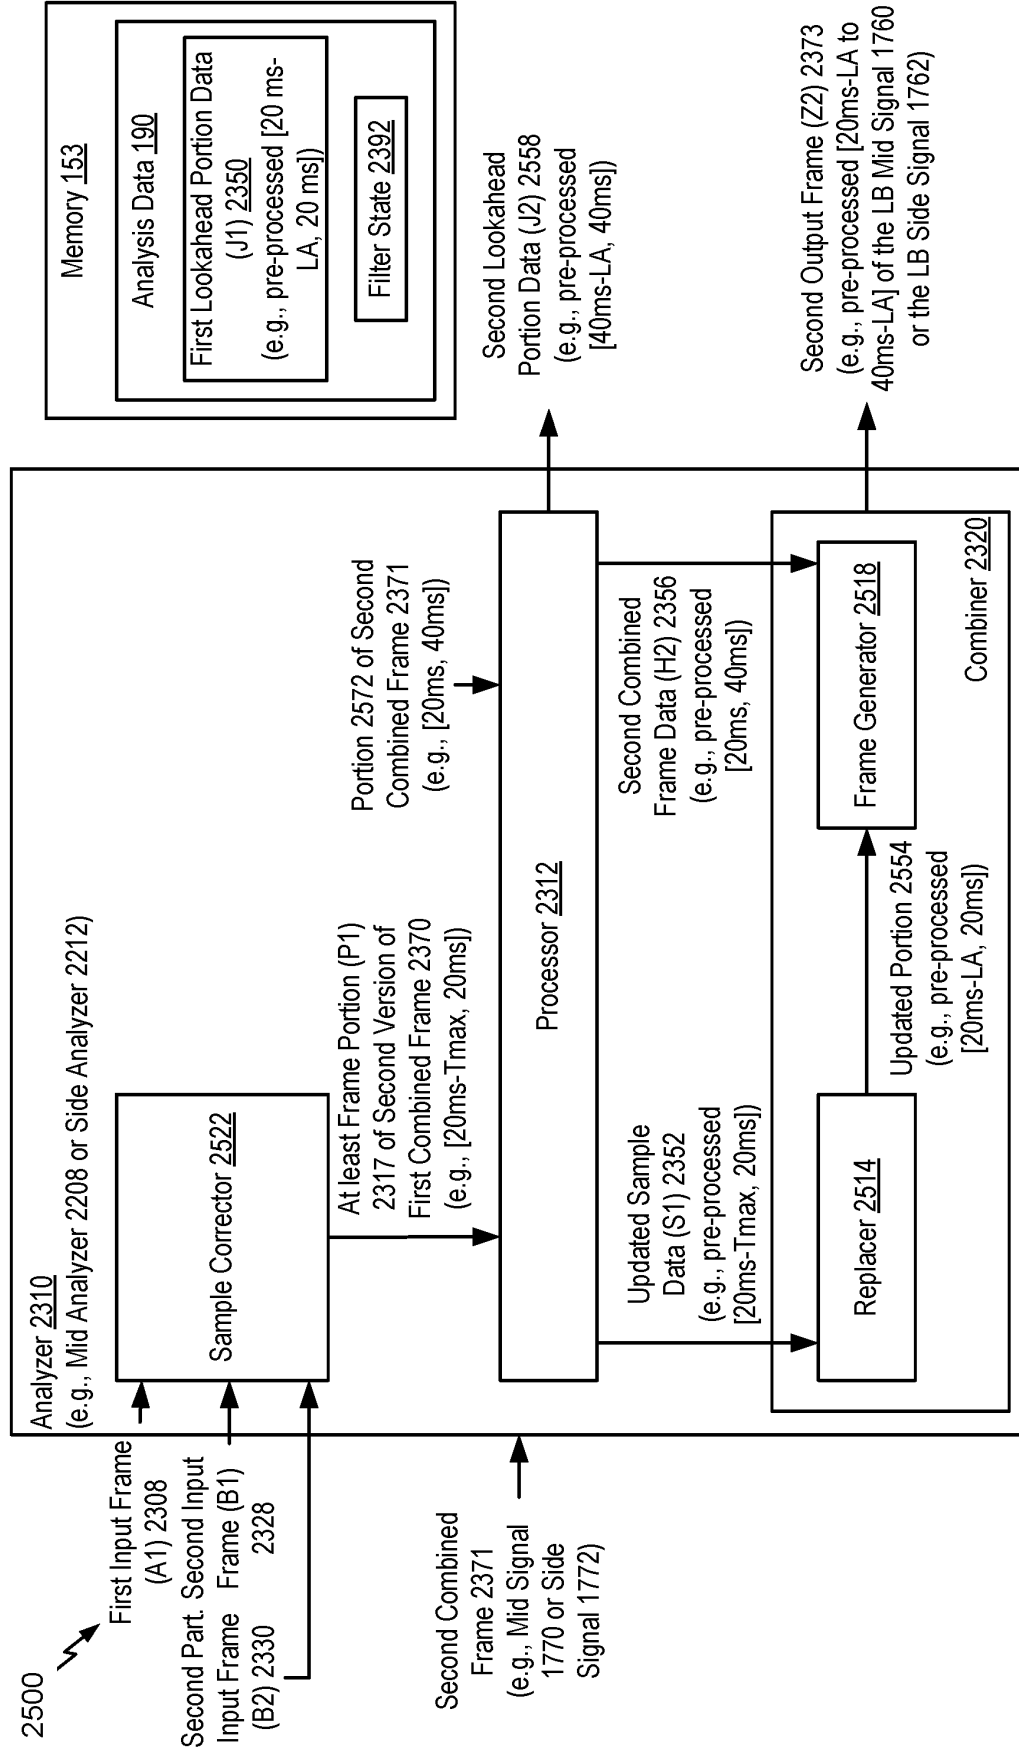 2500
First Input Frame
(A1) 2308
Second Part.
Input Frame
(B2) 2330
Second Input
Frame (B1)
2328
Second Combined
Frame 2371
(e.g., Mid Signal
1770 or Side
Signal 1772)
Analyzer 2310
(e.g., Mid Analyzer 2208 or Side Analyzer 2212)
Sample Corrector 2522
At least Frame Portion (P1)
2317 of Second Version of
First Combined Frame 2370
(e.g., [20ms-Tmax, 20ms])
Portion 2572 of Second
Combined Frame 2371
(e.g., [20ms, 40ms])
Processor 2312
Updated Sample
Data (S1) 2352
(e.g., pre-processed
[20ms-Tmax, 20ms])
Second Combined
Frame Data (H2) 2356
(e.g., pre-processed
[20ms, 40ms])
Replacer 2514
Updated Portion 2554
(e.g., pre-processed
[20ms-LA, 20ms])
Frame Generator 2518
Combiner 2320
Memory 153
Analysis Data 190
First Lookahead Portion Data
(J1) 2350
(e.g., pre-processed [20 ms-
LA, 20 ms])
Filter State 2392
Second Lookahead
Portion Data (J2) 2558
(e.g., pre-processed
[40ms-LA, 40ms])
Second Output Frame (Z2) 2373
(e.g., pre-processed [20ms-LA to
40ms-LA] of the LB Mid Signal 1760
or the LB Side Signal 1762)